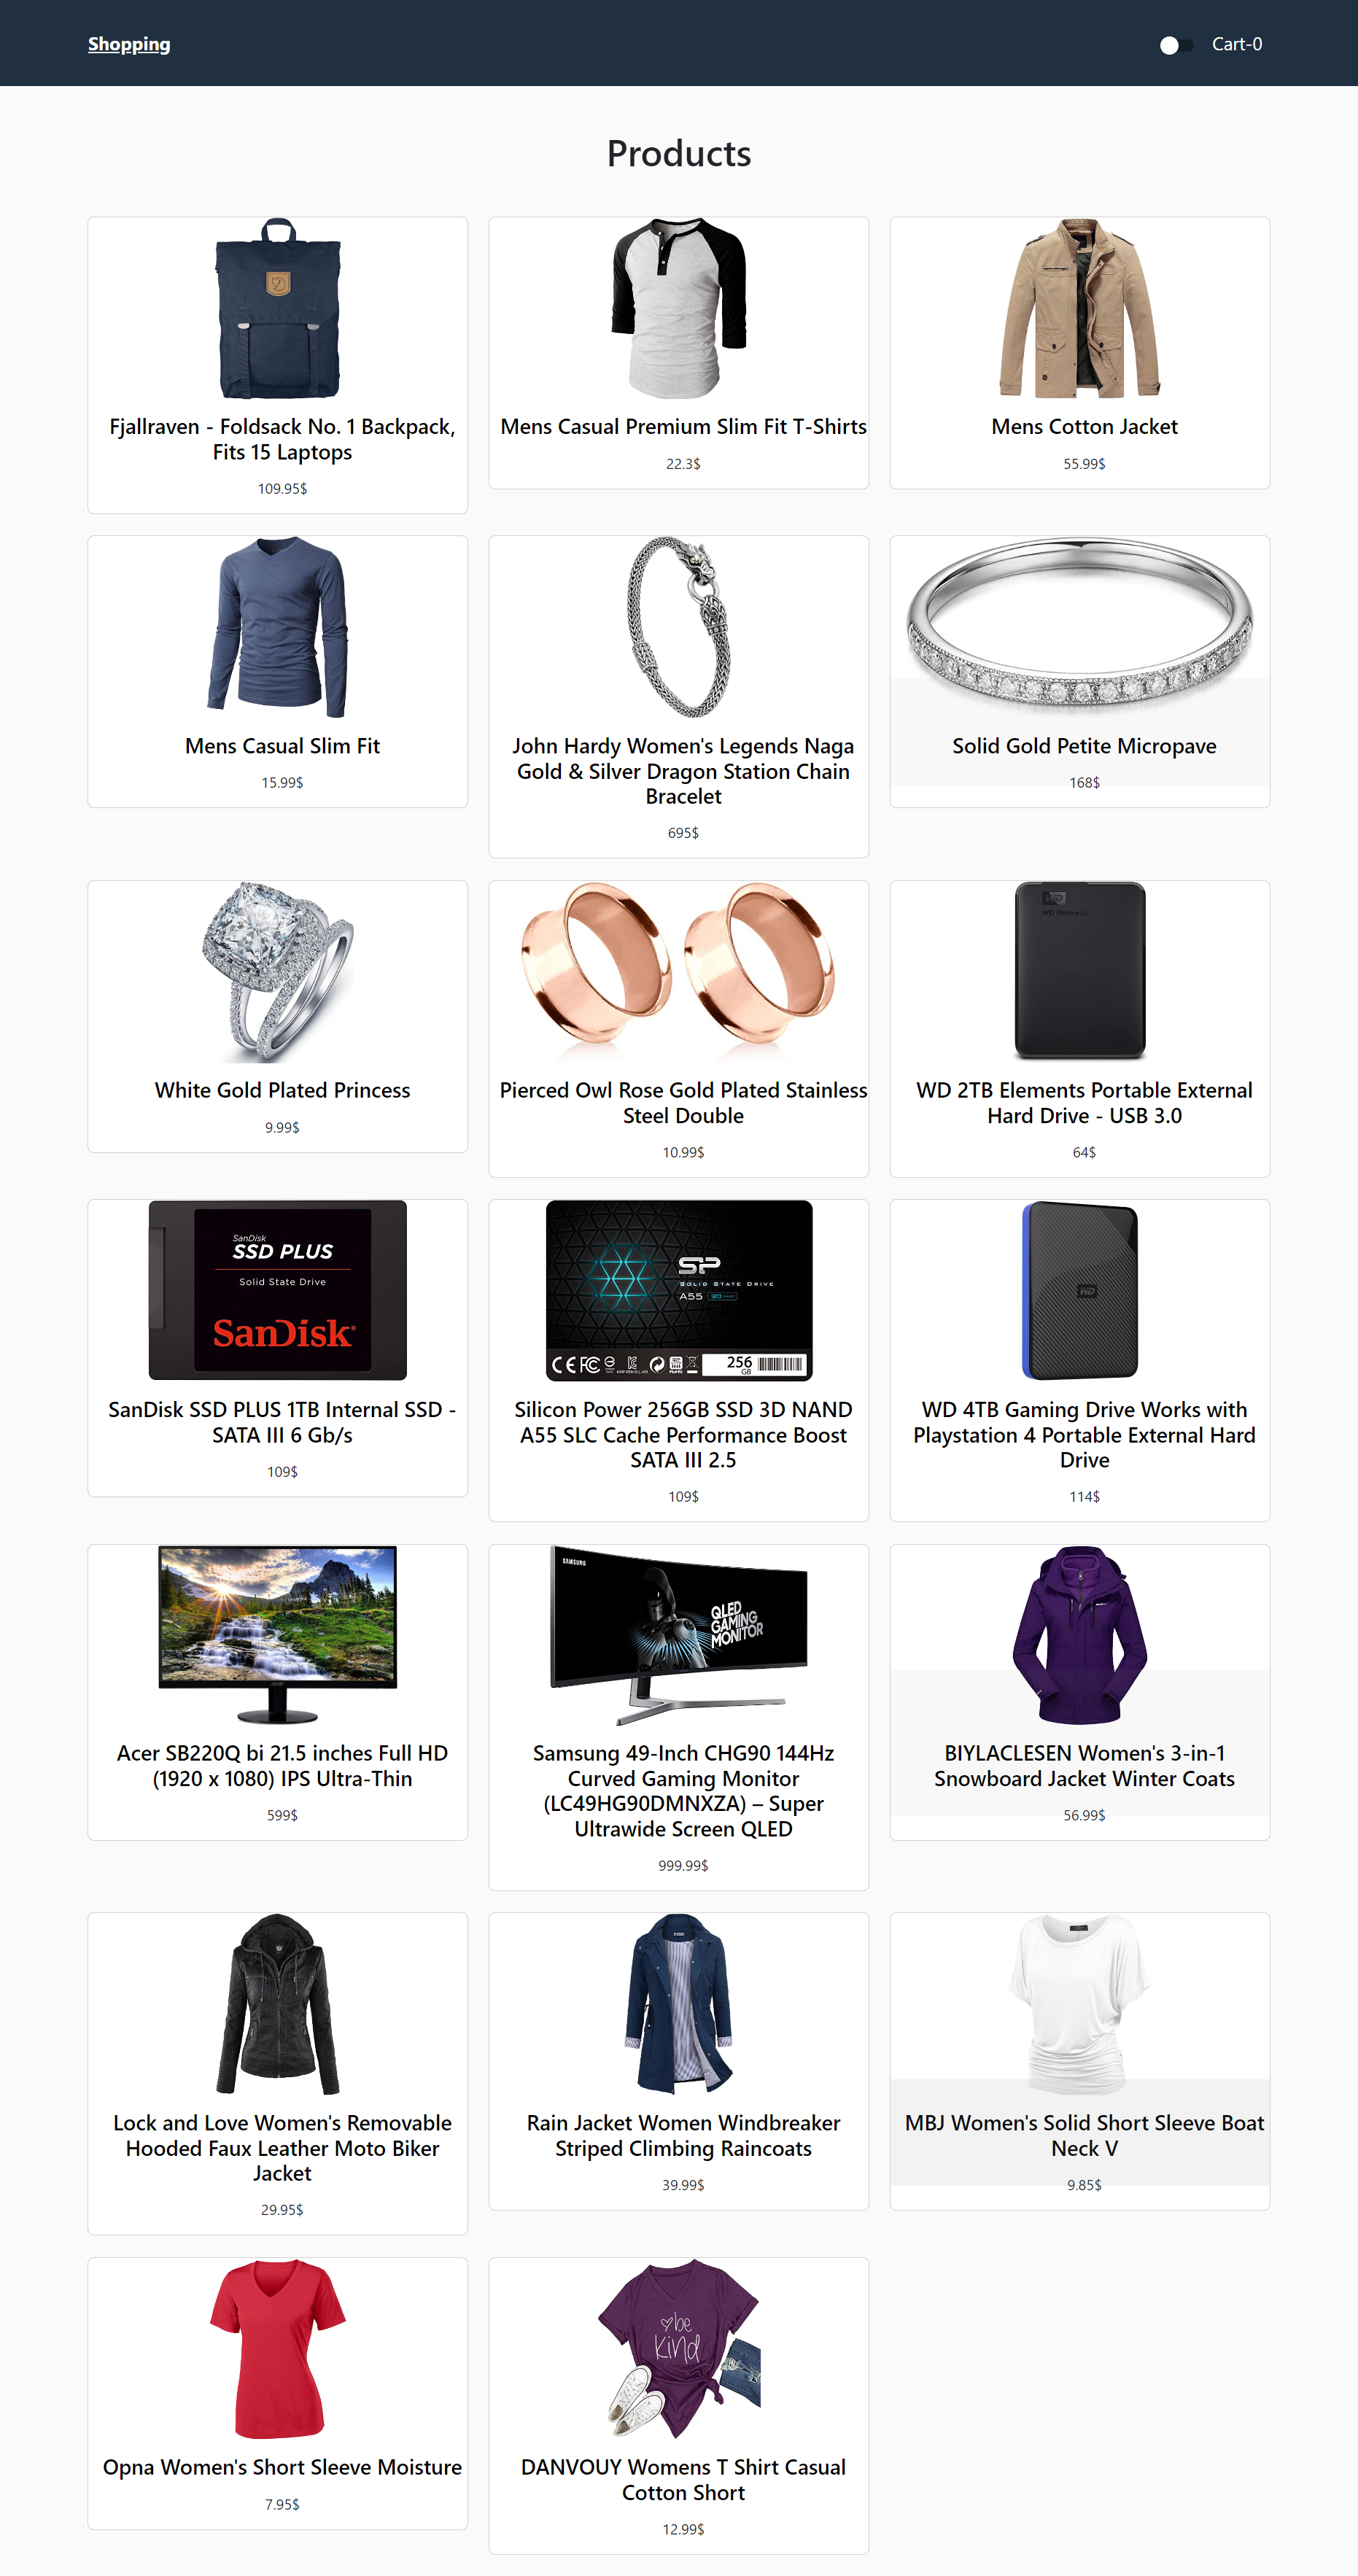 Shopping
Cart-0
Products
Fjallraven - Foldsack No. 1 Backpack,
Fits 15 Laptops
109.95$
Mens Casual Premium Slim Fit T-Shirts
22.3$
Mens Cotton Jacket
55.99$
Mens Casual Slim Fit
15.99$
John Hardy Women's Legends Naga
Gold & Silver Dragon Station Chain
Bracelet
695$
Solid Gold Petite Micropave
168$
White Gold Plated Princess
9.99$
Pierced Owl Rose Gold Plated Stainless
Steel Double
10.99$
WD
WD Elements
WD 2TB Elements Portable External
Hard Drive - USB 3.0
64$
SanDisk
SSD PLUS
Solid State Drive
SanDisk®
SanDisk SSD PLUS 1TB Internal SSD -
SATA III 6 Gb/s
109$
SP
SOLID STATE DRIVE
A55
CE FC
256
GB
Silicon Power 256GB SSD 3D NAND
A55 SLC Cache Performance Boost
SATA III 2.5
109$
WD
WD 4TB Gaming Drive Works with
Playstation 4 Portable External Hard
Drive
114$
acer
Acer SB220Q bi 21.5 inches Full HD
(1920 x 1080) IPS Ultra-Thin
599$
SAMSUNG
QLED
GAMING
MONITOR
Samsung 49-Inch CHG90 144Hz
Curved Gaming Monitor
(LC49HG90DMNXZA) – Super
Ultrawide Screen QLED
999.99$
BIYLACLESEN Women's 3-in-1
Snowboard Jacket Winter Coats
56.99$
Lock and Love Women's Removable
Hooded Faux Leather Moto Biker
Jacket
29.95$
Rain Jacket Women Windbreaker
Striped Climbing Raincoats
39.99$
MBJ Women's Solid Short Sleeve Boat
Neck V
9.85$
Opna Women's Short Sleeve Moisture
7.95$
be
kind
DANVOUY Womens T Shirt Casual
Cotton Short
12.99$